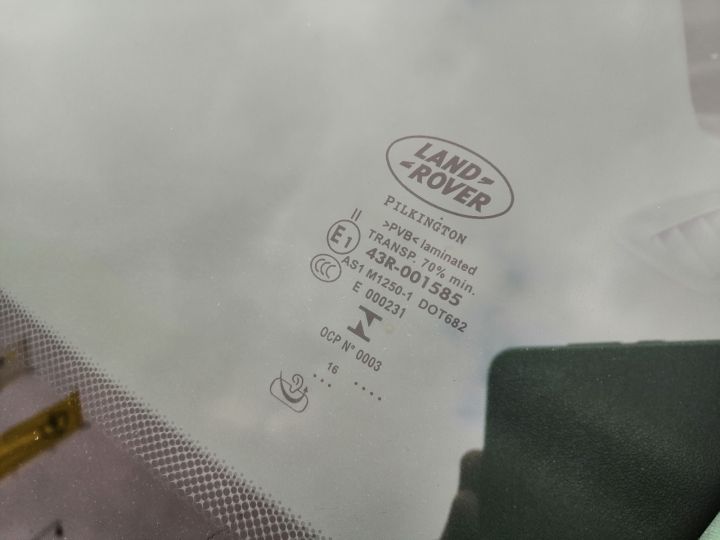 LAND
ROVER
PILKINGTON
II
>PVB< laminated
E1
TRANSP. 70% min.
43R-001585
CCC
AS1 M1250-1 DOT682
E 000231
OCP N° 0003
16
... ....